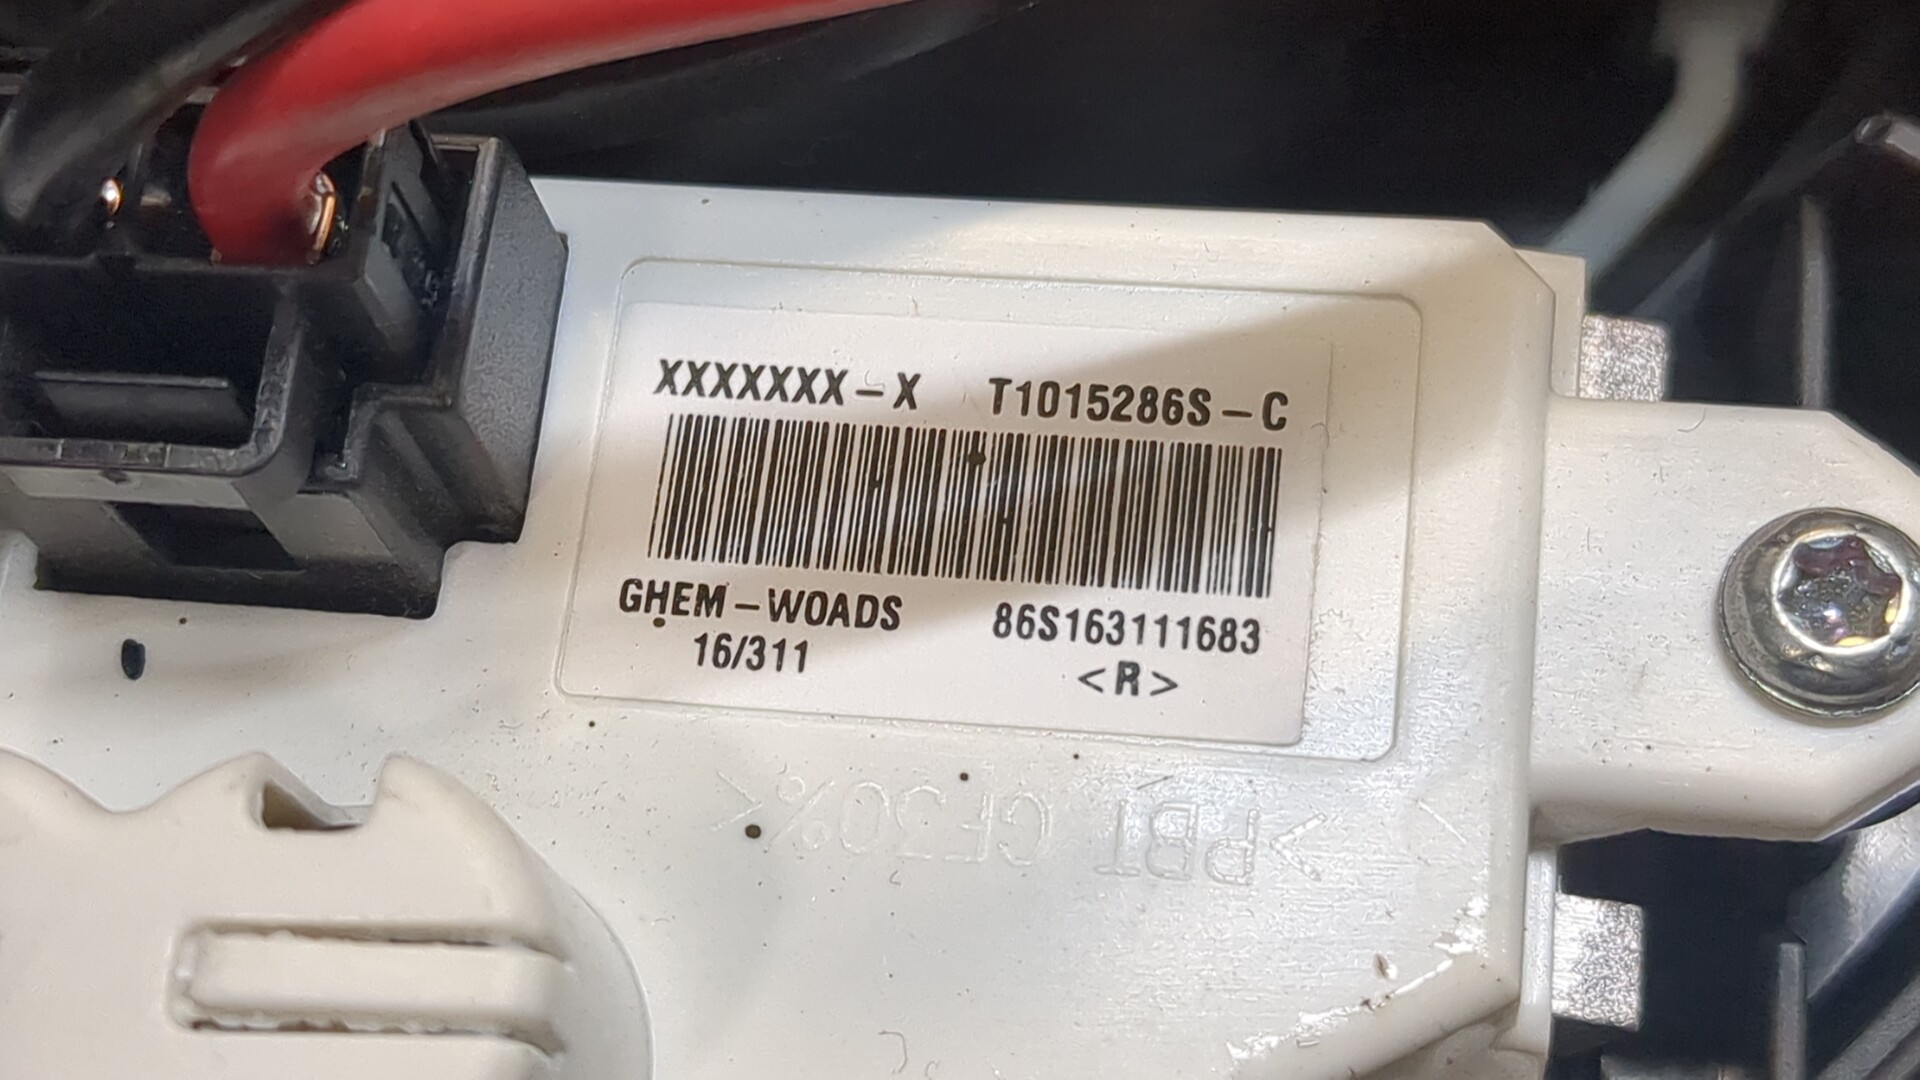 XXXXXXX-X T1015286S-C
GHEM-WOADS 86S163111683
16/311 <R>
>PBT GF30%<